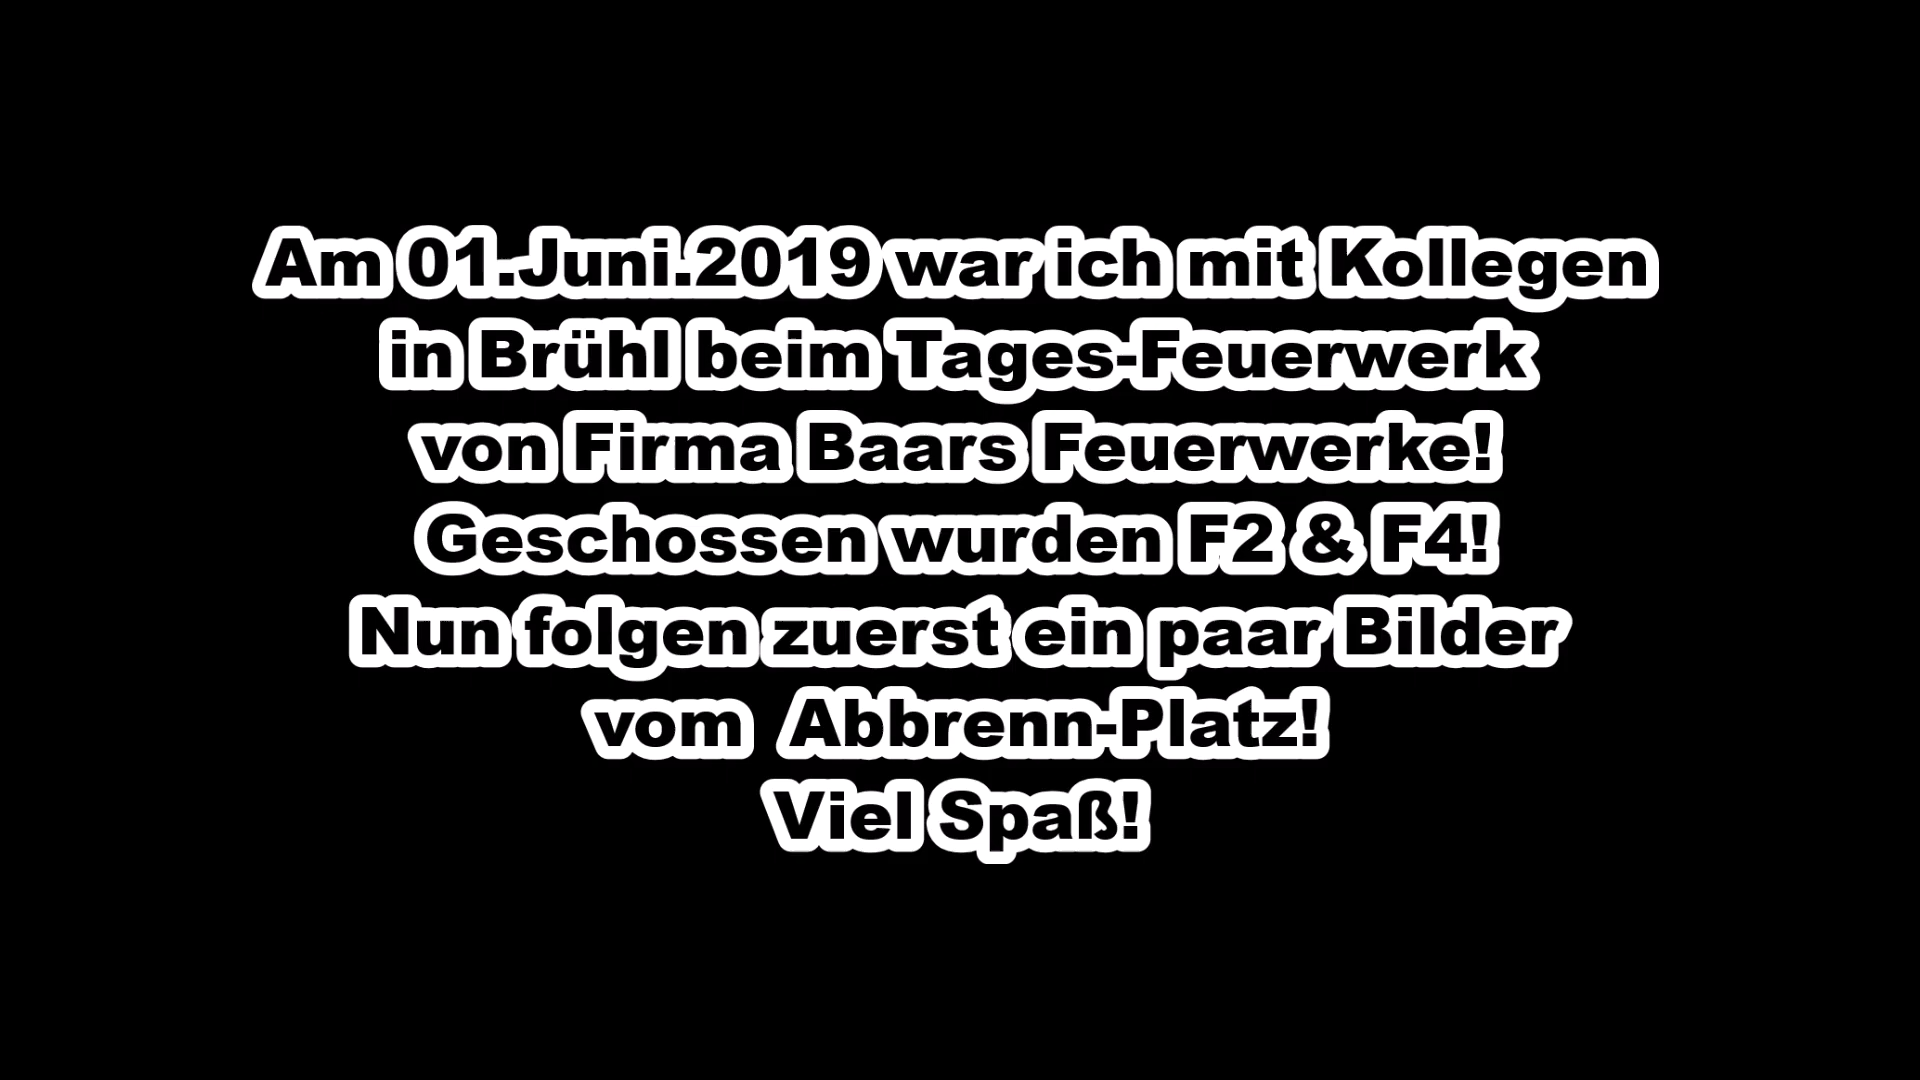 Am 01.Juni.2019 war ich mit Kollegen
in Brühl beim Tages-Feuerwerk
von Firma Baars Feuerwerke!
Geschossen wurden F2 & F4!
Nun folgen zuerst ein paar Bilder
vom  Abbrenn-Platz!
Viel Spaß!